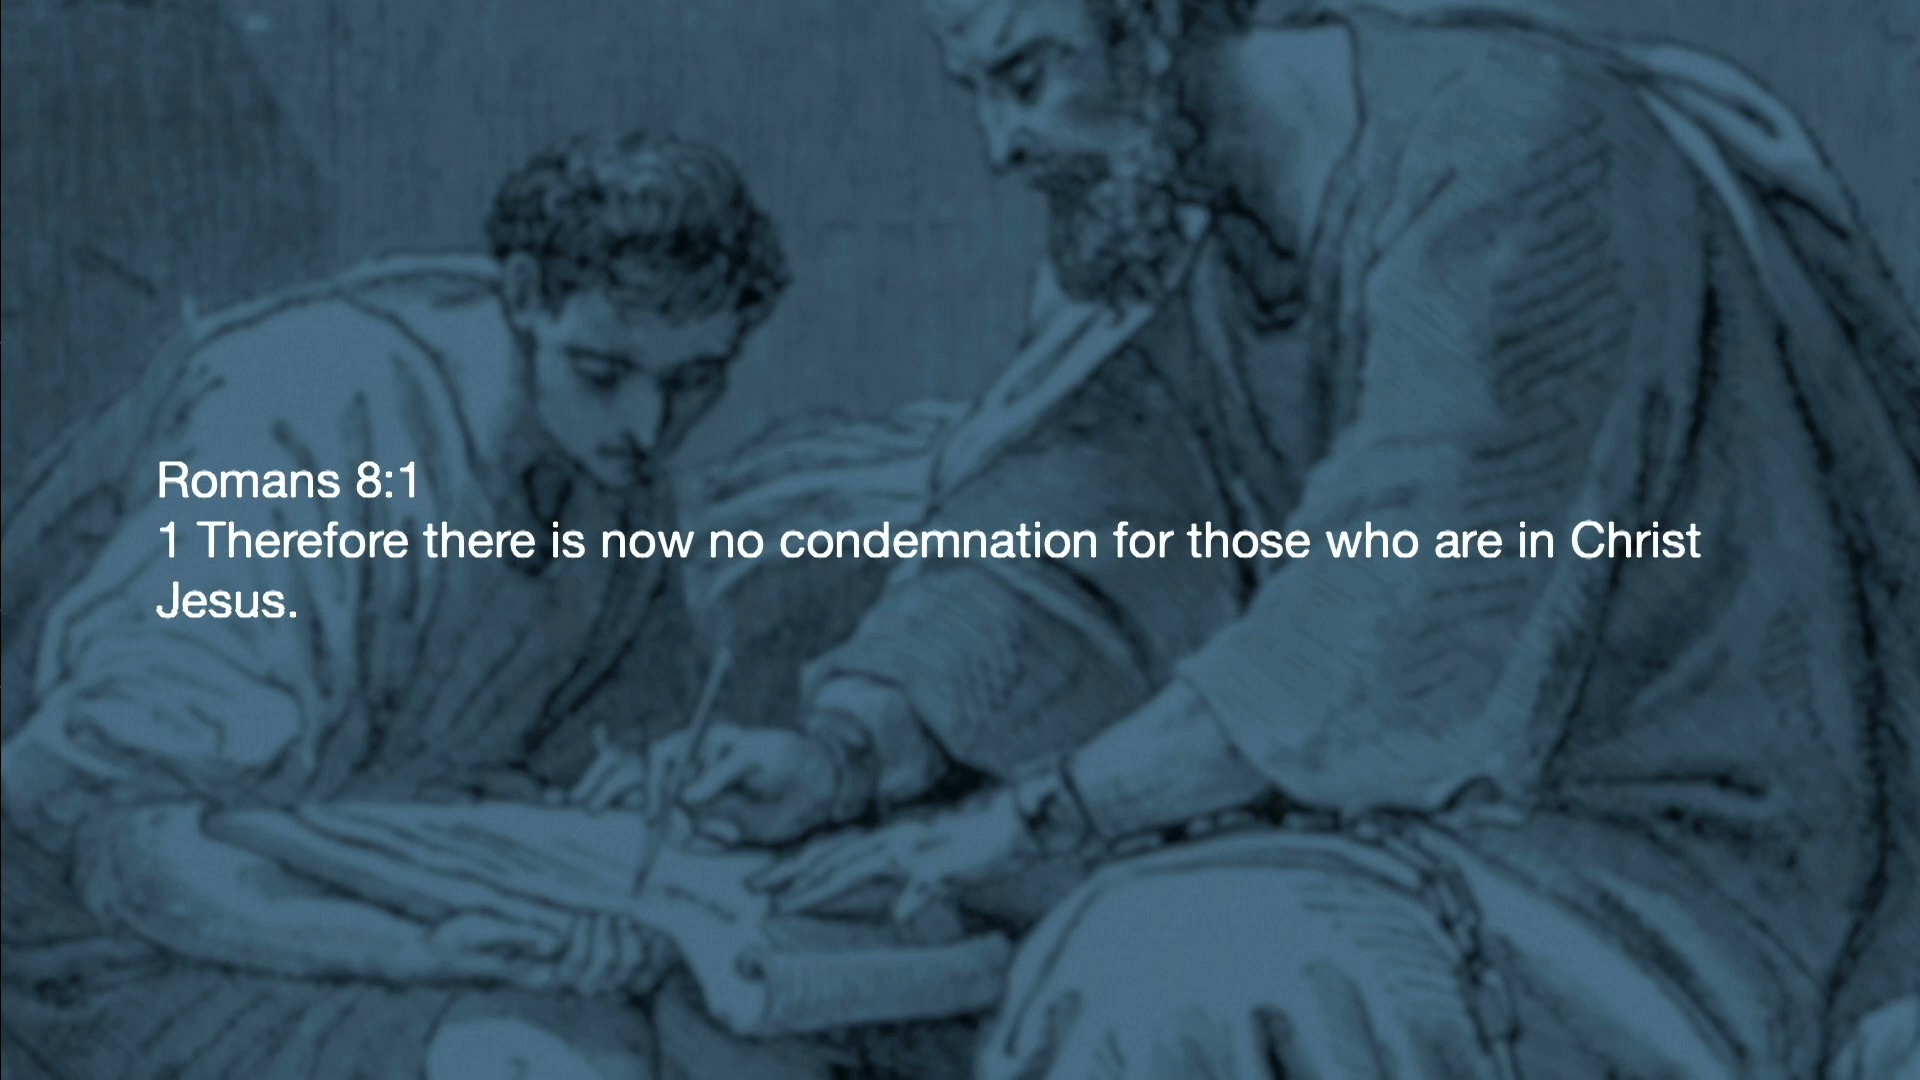 Romans 8:1
1 Therefore there is now no condemnation for those who are in Christ
Jesus.